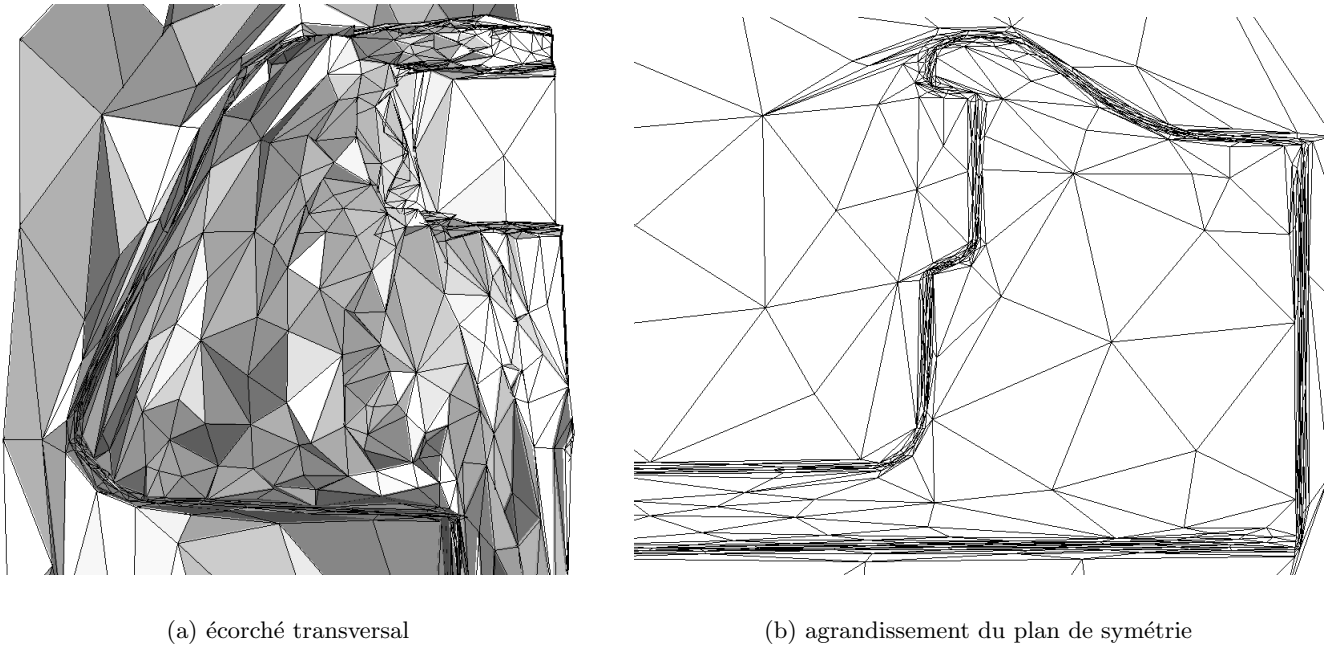 (a) écorché transversal
(b) agrandissement du plan de symétrie